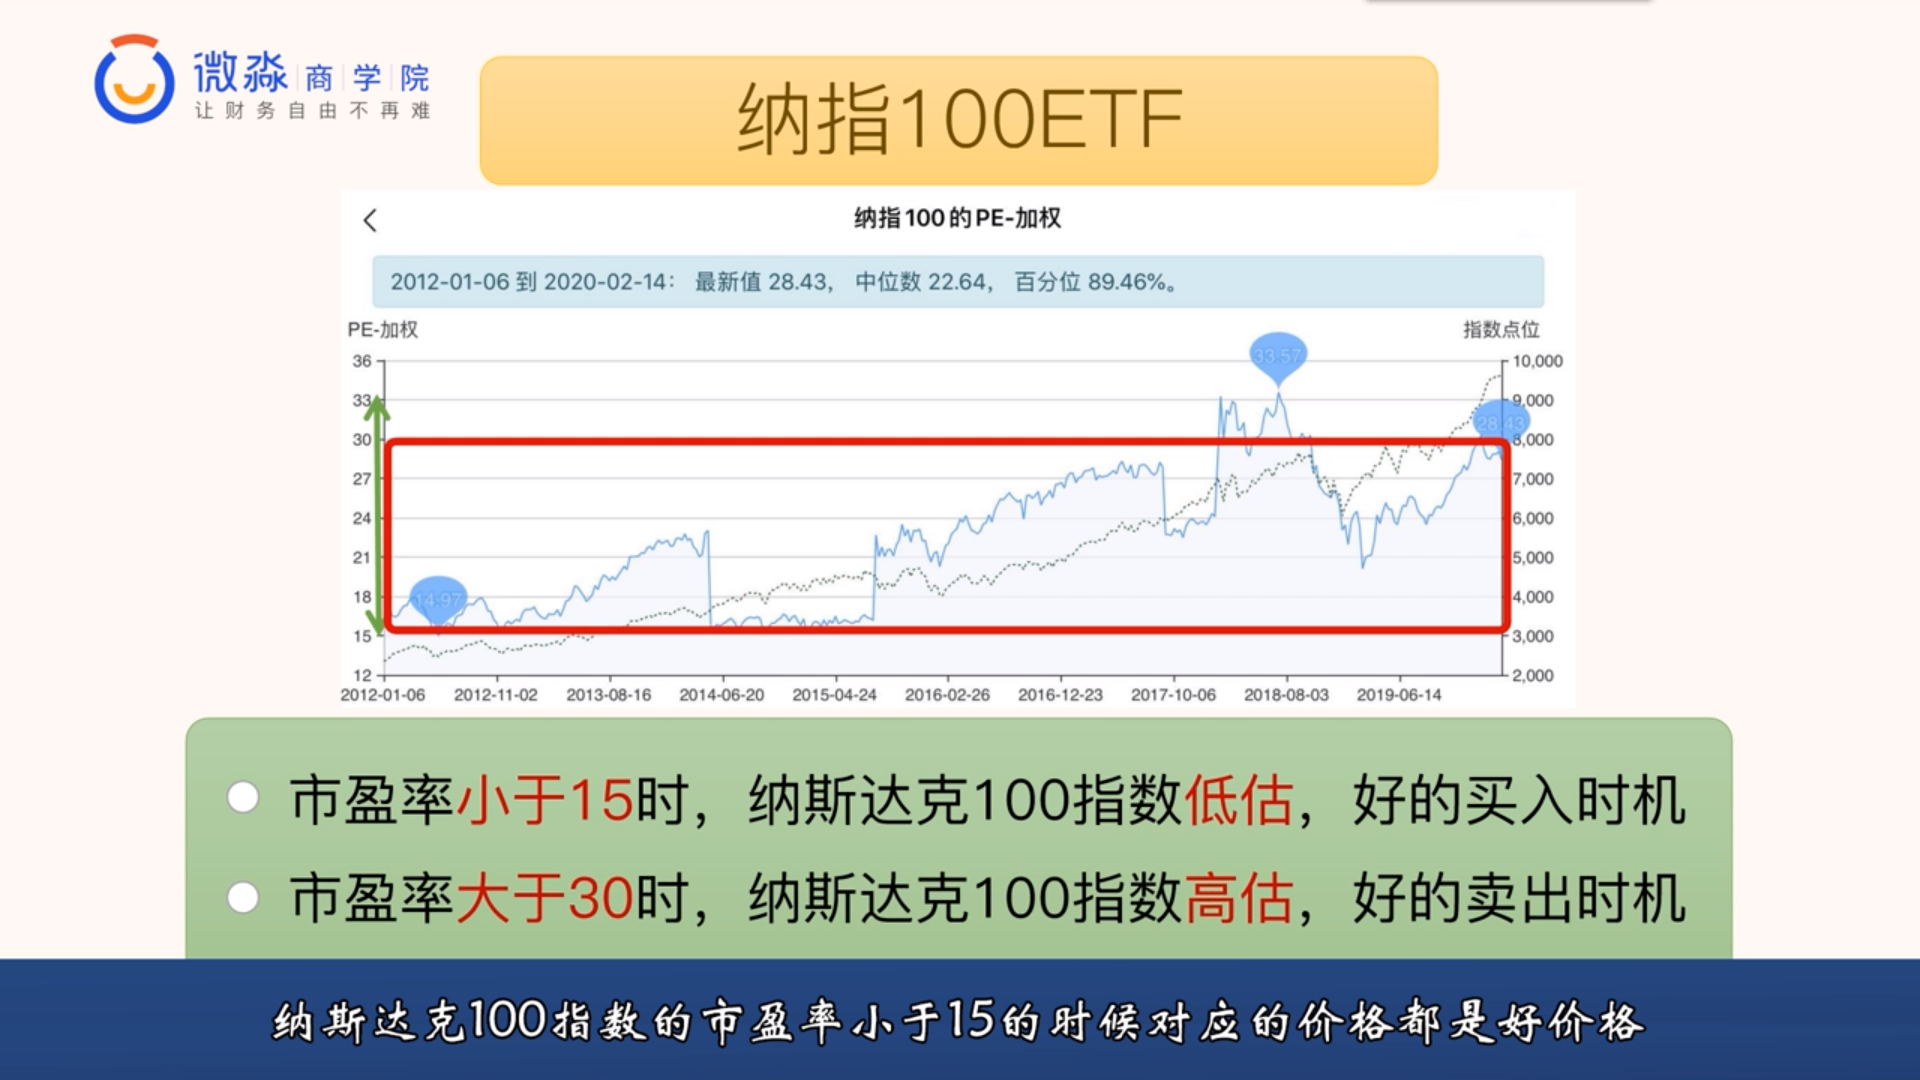 微淼 商 学 院
让财务自由不再难
纳指100ETF
纳指100的PE-加权
2012-01-06 到 2020-02-14： 最新值 28.43， 中位数 22.64， 百分位 89.46%。
PE-加权 指数点位
36 10,000
33 9,000
30 8,000
27 7,000
24 6,000
21 5,000
18 4,000
15 3,000
12 2,000
33.57
28.43
14.97
2012-01-06 2012-11-02 2013-08-16 2014-06-20 2015-04-24 2016-02-26 2016-12-23 2017-10-06 2018-08-03 2019-06-14
市盈率小于15时，纳斯达克100指数低估，好的买入时机
市盈率大于30时，纳斯达克100指数高估，好的卖出时机
纳斯达克100指数的市盈率小于15的时候对应的价格都是好价格